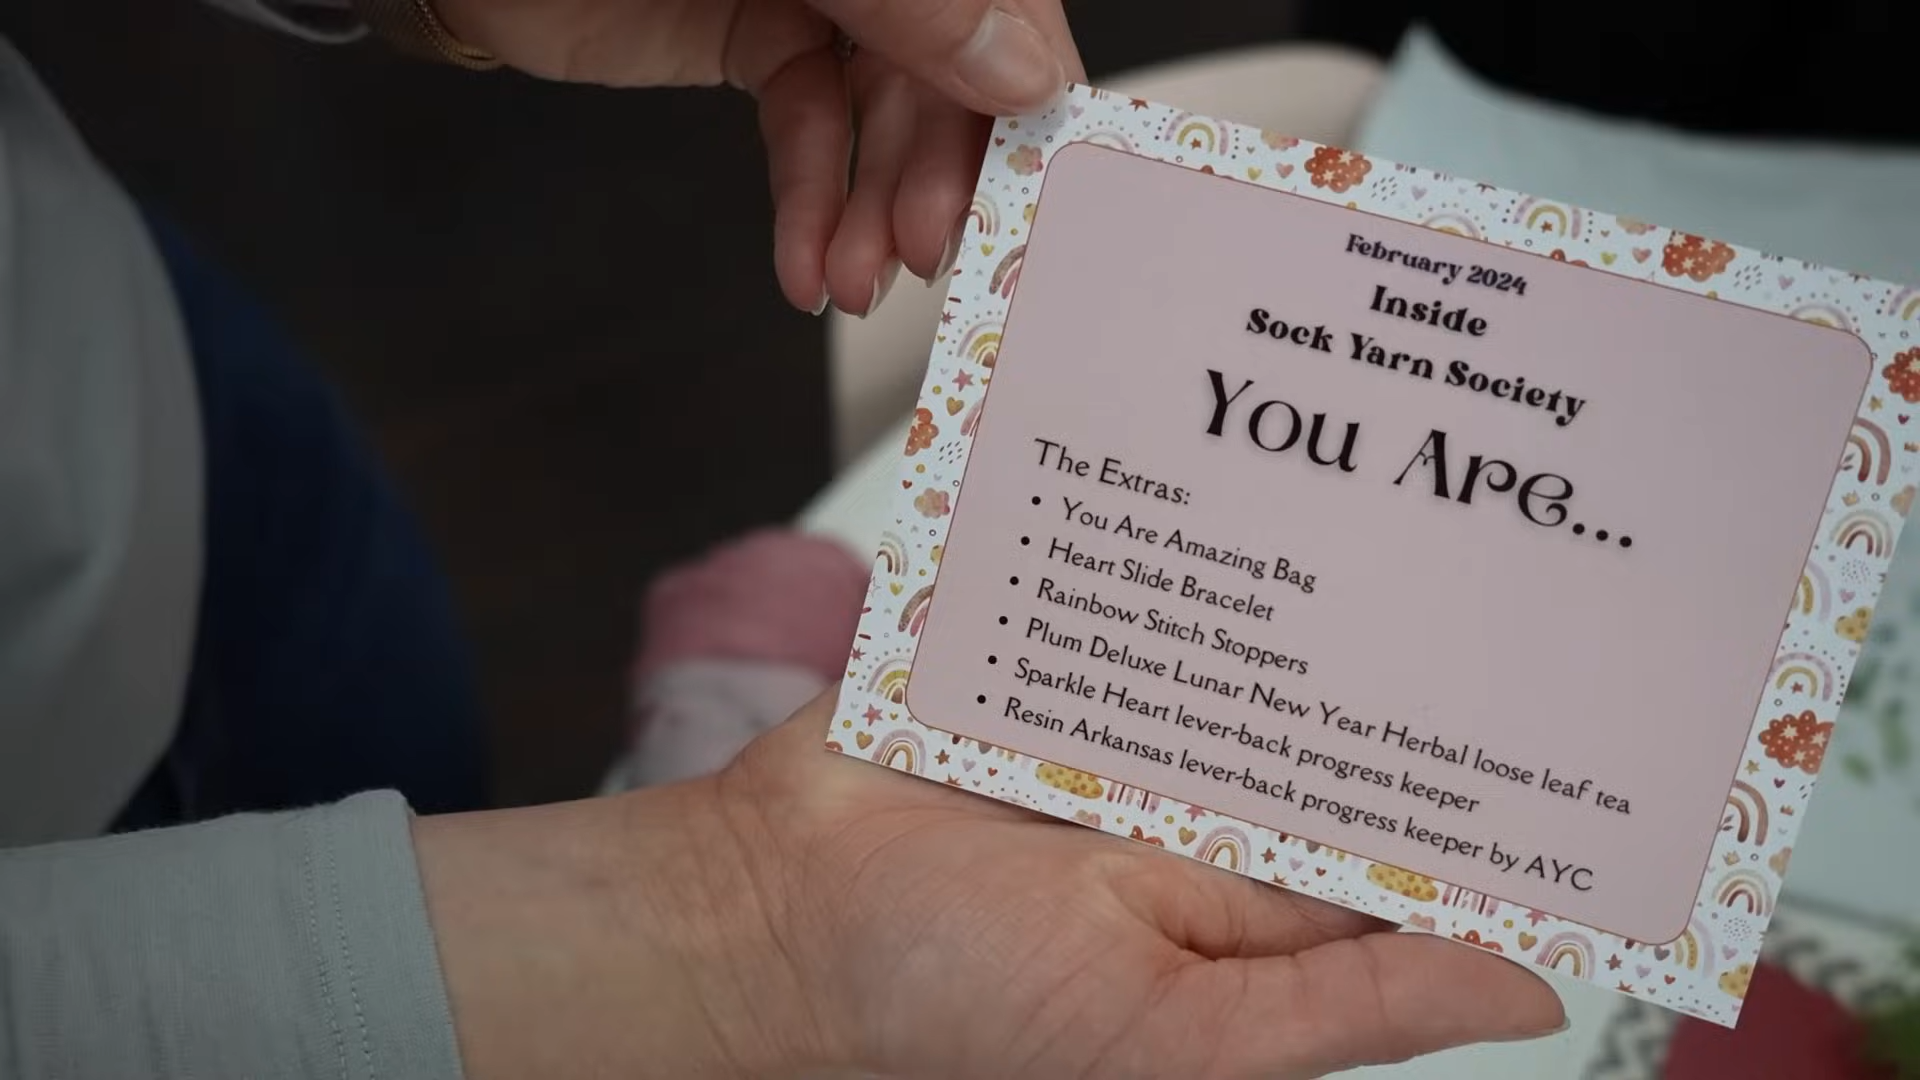 February 2024
Inside
Sock Yarn Society
You Are...
The Extras:
• You Are Amazing Bag
• Heart Slide Bracelet
• Rainbow Stitch Stoppers
• Plum Deluxe Lunar New Year Herbal loose leaf tea
• Sparkle Heart lever-back progress keeper
• Resin Arkansas lever-back progress keeper by AYC